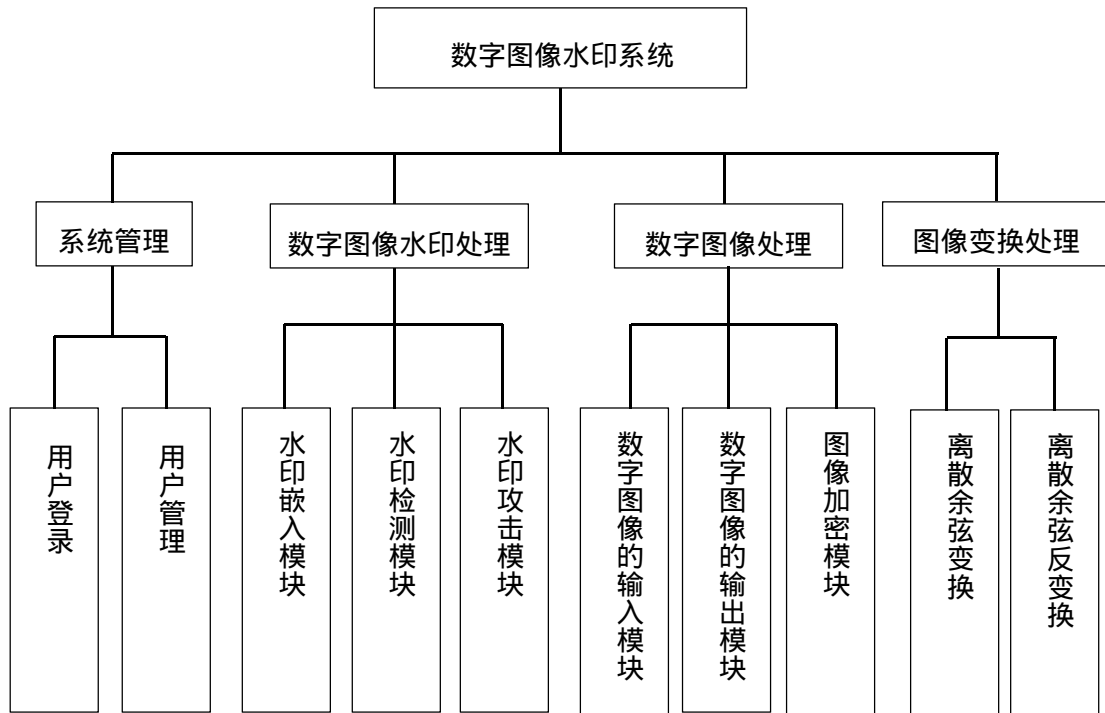 数字图像水印系统
系统管理
数字图像水印处理
数字图像处理
图像变换处理
用户登录
用户管理
水印嵌入模块
水印检测模块
水印攻击模块
数字图像的输入模块
数字图像的输出模块
图像加密模块
离散余弦变换
离散余弦反变换